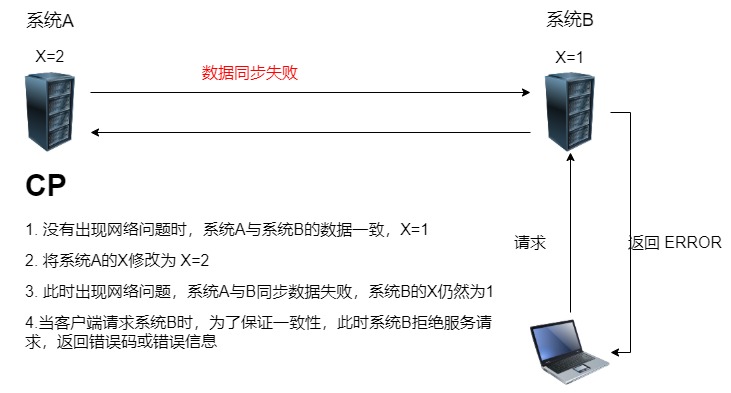 系统A
系统B
X=2
X=1
数据同步失败
CP
1. 没有出现网络问题时，系统A与系统B的数据一致，X=1
2. 将系统A的X修改为 X=2
3. 此时出现网络问题，系统A与B同步数据失败，系统B的X仍然为1
4.当客户端请求系统B时，为了保证一致性，此时系统B拒绝服务请
求，返回错误码或错误信息
请求
返回 ERROR